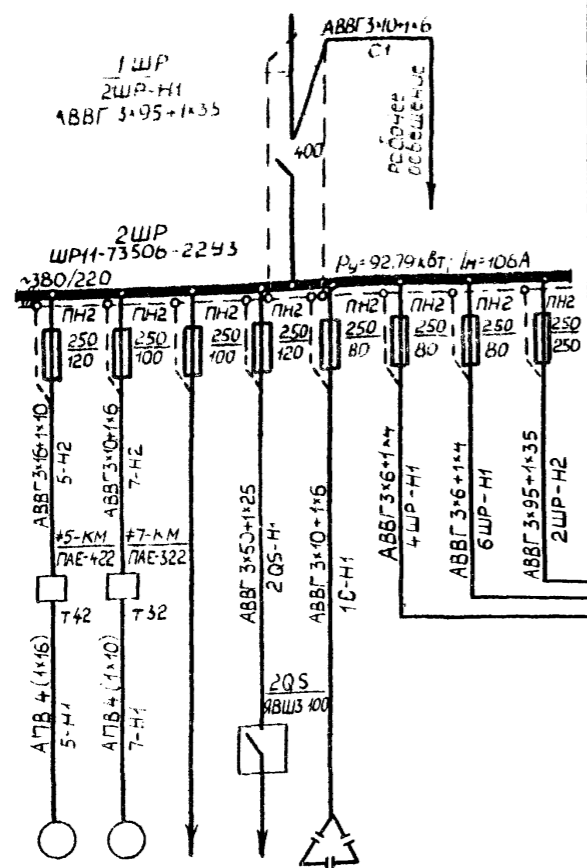 АВВГ 3×10+1×6
С1
1ШР
2ШР-Н1
АВВГ 3×95+1×35
400
рабочее
освещение
2ШР
ШР11-73506-22У3
~380/220
Ру=92.79 кВт; Iм=106А
ПН2
250
120
ПН2
250
100
ПН2
250
100
ПН2
250
120
ПН2
250
80
ПН2
250
80
ПН2
250
80
ПН2
250
250
АВВГ 3×16+1×10
5-Н2
АВВГ 3×10+1×6
7-Н2
АВВГ 3×50+1×25
2QS-Н1
АВВГ 3×10+1×6
1С-Н1
АВВГ 3×6+1×4
4ШР-Н1
АВВГ 3×6+1×4
6ШР-Н1
АВВГ 3×95+1×35
2ШР-Н2
*5-КМ
ПАЕ-422
*7-КМ
ПАЕ-322
т42
т32
АПВ 4(1×16)
5-Н1
АПВ 4(1×10)
7-Н1
2QS
ЯВШ3 100